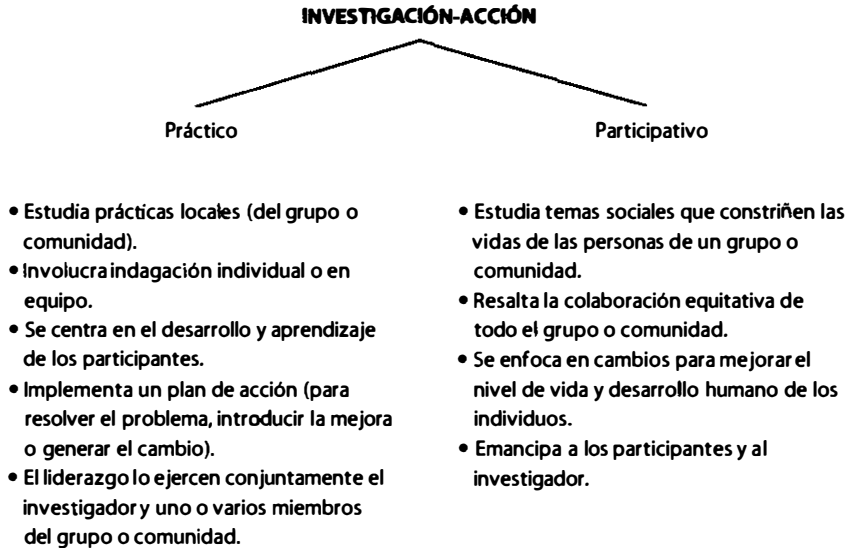 INVESTIGACIÓN-ACCIÓN
Práctico
Participativo
• Estudia prácticas locales (del grupo o
comunidad).
• Involucra indagación individual o en
equipo.
• Se centra en el desarrollo y aprendizaje
de los participantes.
• Implementa un plan de acción (para
resolver el problema, introducir la mejora
o generar el cambio).
• El liderazgo lo ejercen conjuntamente el
investigador y uno o varios miembros
del grupo o comunidad.
• Estudia temas sociales que constriñen las
vidas de las personas de un grupo o
comunidad.
• Resalta la colaboración equitativa de
todo el grupo o comunidad.
• Se enfoca en cambios para mejorar el
nivel de vida y desarrollo humano de los
individuos.
• Emancipa a los participantes y al
investigador.